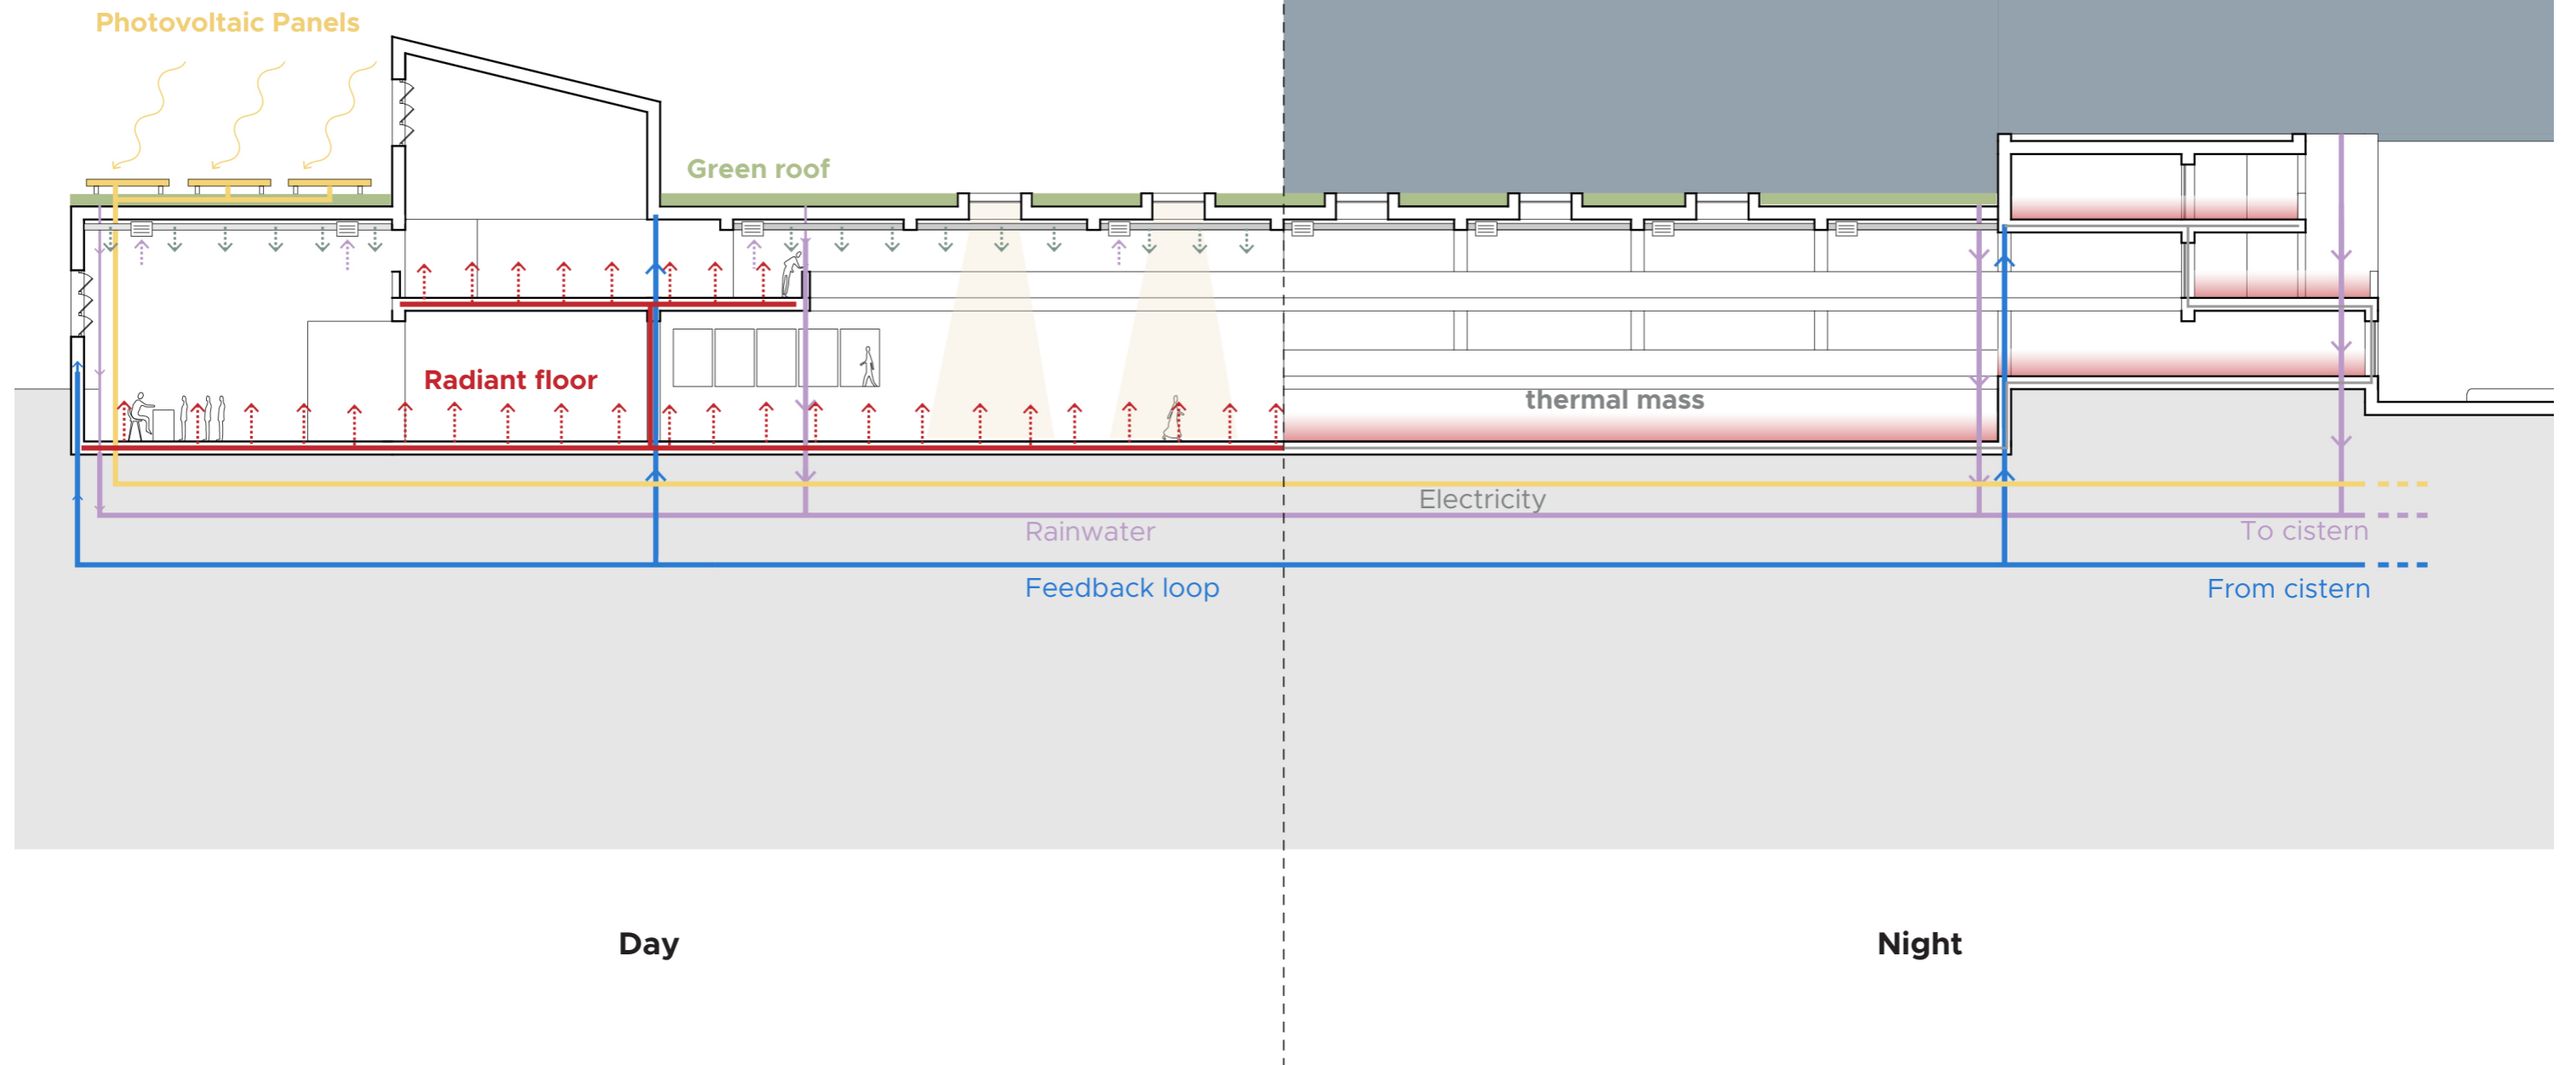 Photovoltaic Panels
Green roof
Radiant floor
thermal mass
Electricity
Rainwater
To cistern
Feedback loop
From cistern
Day
Night